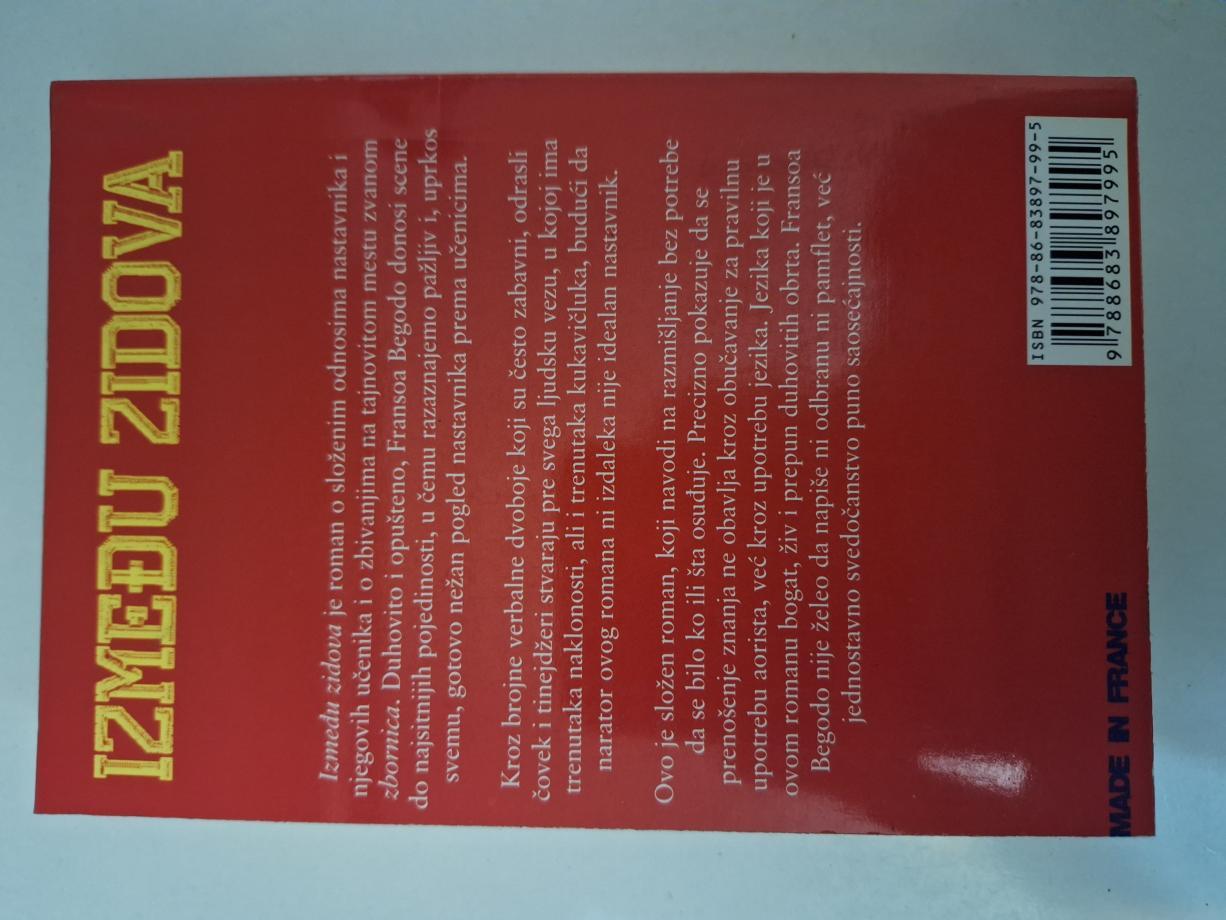 IZMEĐU ZIDOVA
Između zidova je roman o složenim odnosima nastavnika i
njegovih učenika i o zbivanjima na tajnovitom mestu zvanom
zbornica. Duhovito i opušteno, Fransoa Begodo donosi scene
do najsitnijih pojedinosti, u čemu razaznajemo pažljiv i, uprkos
svemu, gotovo nežan pogled nastavnika prema učenicima.
Kroz brojne verbalne dvoboje koji su često zabavni, odrasli
čovek i tinejdžeri stvaraju pre svega ljudsku vezu, u kojoj ima
trenutaka naklonosti, ali i trenutaka kukavičluka, budući da
narator ovog romana ni izdaleka nije idealan nastavnik.
Ovo je složen roman, koji navodi na razmišljanje bez potrebe
da se bilo ko ili šta osuđuje. Precizno pokazuje da se
prenošenje znanja ne obavlja kroz obučavanje za pravilnu
upotrebu aorista, već kroz upotrebu jezika. Jezika koji je u
ovom romanu bogat, živ i prepun duhovitih obrta. Fransoa
Begodo nije želeo da napiše ni odbranu ni pamflet, već
jednostavno svedočanstvo puno saosećajnosti.
ISBN 978-86-83897-99-5
9 788683 897995
MADE IN FRANCE